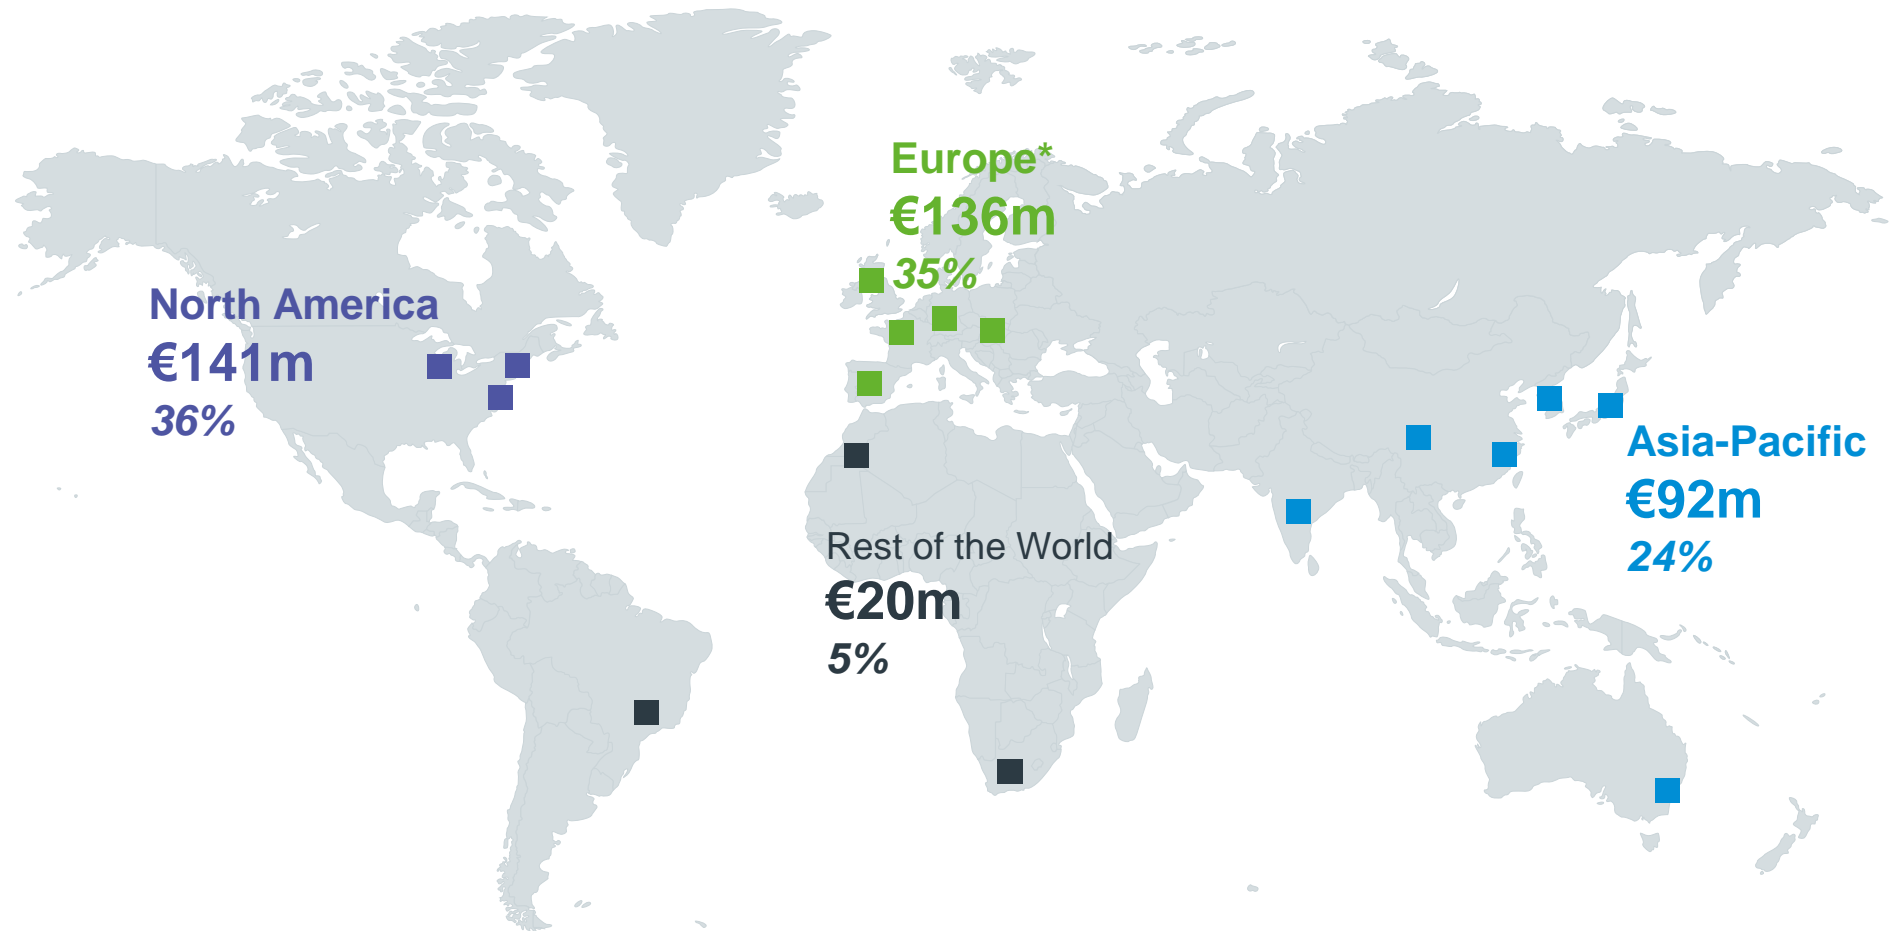 North America
€141m
36%
Europe*
€136m
35%
Rest of the World
€20m
5%
Asia-Pacific
€92m
24%